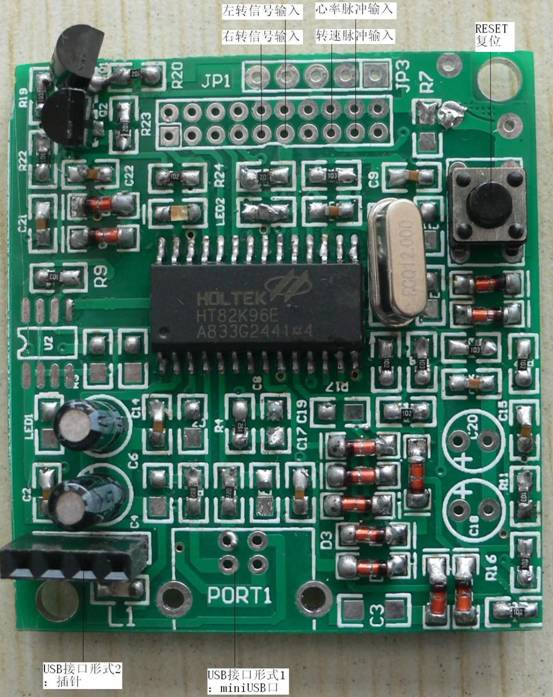 左转信号输入 心率脉冲输入
右转信号输入 转速脉冲输入
RESET
复位
R20
JP1
JP3
R7
R19
R23
R22
C22
R24
C9
C21
LED2
R9
HOLTEK
HT82K96E
A833G2441#4
U2
LED1
C14
R4
C19
R17
C15
C20
C6
C17
C2
R11
C4
C18
D3
R16
PORT1
C3
USB接口形式2
：插针
USB接口形式1
：miniUSB口